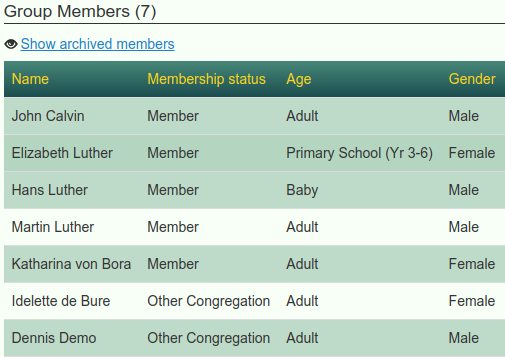 Group Members (7)
Show archived members
Name Membership status Age Gender
John Calvin Member Adult Male
Elizabeth Luther Member Primary School (Yr 3-6) Female
Hans Luther Member Baby Male
Martin Luther Member Adult Male
Katharina von Bora Member Adult Female
Idelette de Bure Other Congregation Adult Female
Dennis Demo Other Congregation Adult Male